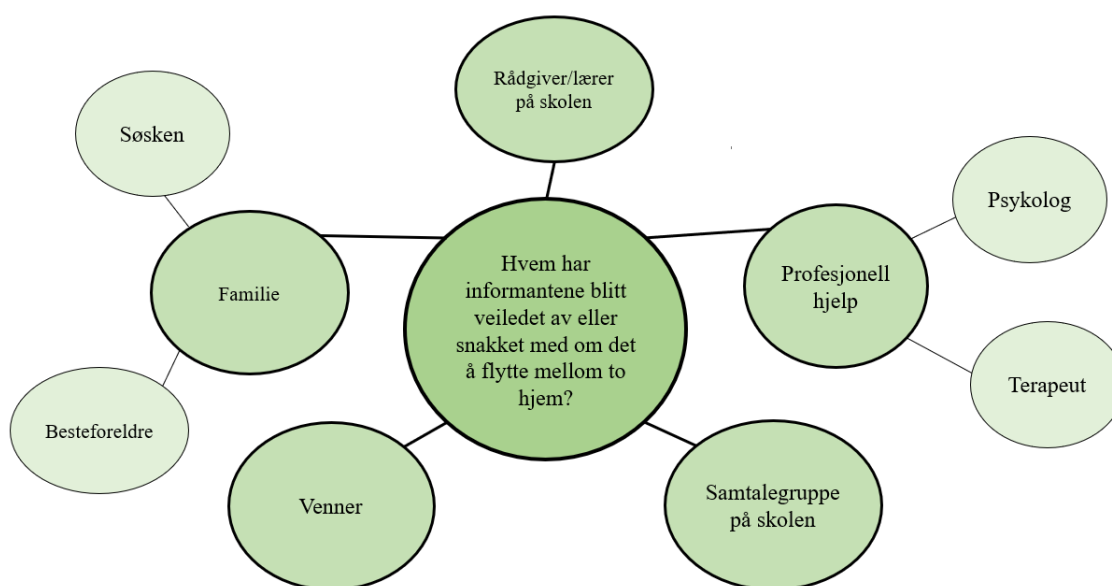 Rådgiver/lærer
på skolen
Søsken
Psykolog
Familie
Hvem har
informantene blitt
veiledet av eller
snakket med om det
å flytte mellom to
hjem?
Profesjonell
hjelp
Terapeut
Besteforeldre
Venner
Samtalegruppe
på skolen